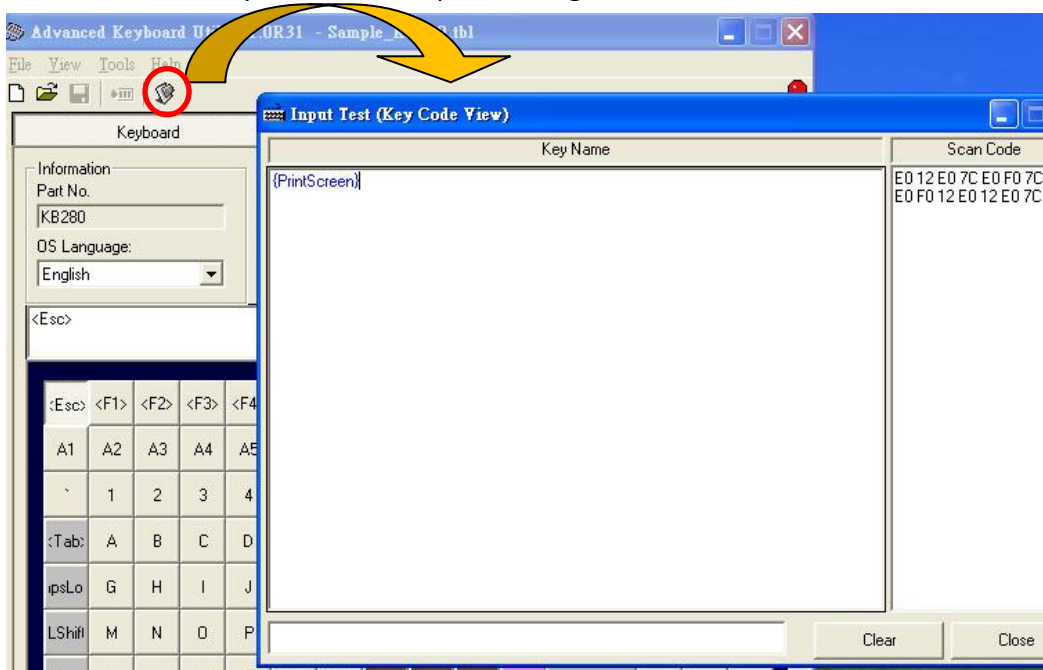 Advanced Keyboard
.0R31 - Sample_
.tbl
File View Tools Help
Input Test (Key Code View)
Keyboard
Key Name
Scan Code
Information
Part No.
KB280
OS Language:
English
{PrintScreen}
E0 12 E0 7C E0 F0 7C
E0 F0 12 E0 12 E0 7C
<Esc>
<Esc> <F1> <F2> <F3> <F4
A1 A2 A3 A4 A5
` 1 2 3 4
<Tab> A B C D
psLo G H I J
LShift M N O P
Clear Close